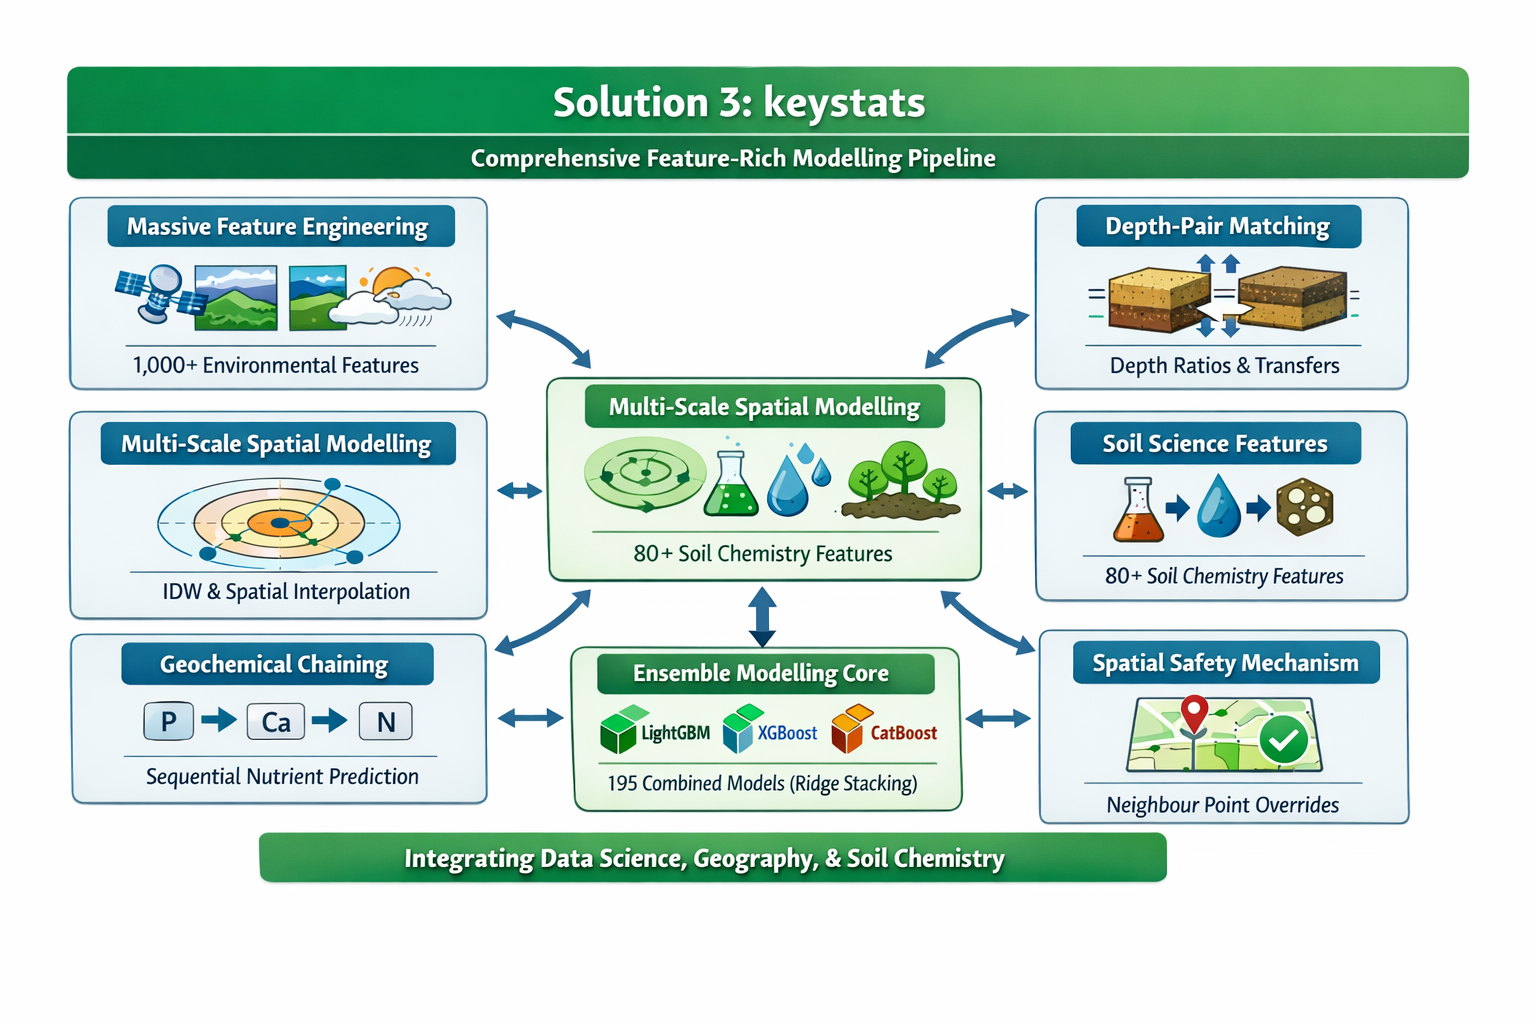 Solution 3: keystats
Comprehensive Feature-Rich Modelling Pipeline
Massive Feature Engineering
1,000+ Environmental Features
Multi-Scale Spatial Modelling
IDW & Spatial Interpolation
Geochemical Chaining
P Ca N
Sequential Nutrient Prediction
Multi-Scale Spatial Modelling
80+ Soil Chemistry Features
Ensemble Modelling Core
LightGBM XGBoost CatBoost
195 Combined Models (Ridge Stacking)
Depth-Pair Matching
Depth Ratios & Transfers
Soil Science Features
80+ Soil Chemistry Features
Spatial Safety Mechanism
Neighbour Point Overrides
Integrating Data Science, Geography, & Soil Chemistry